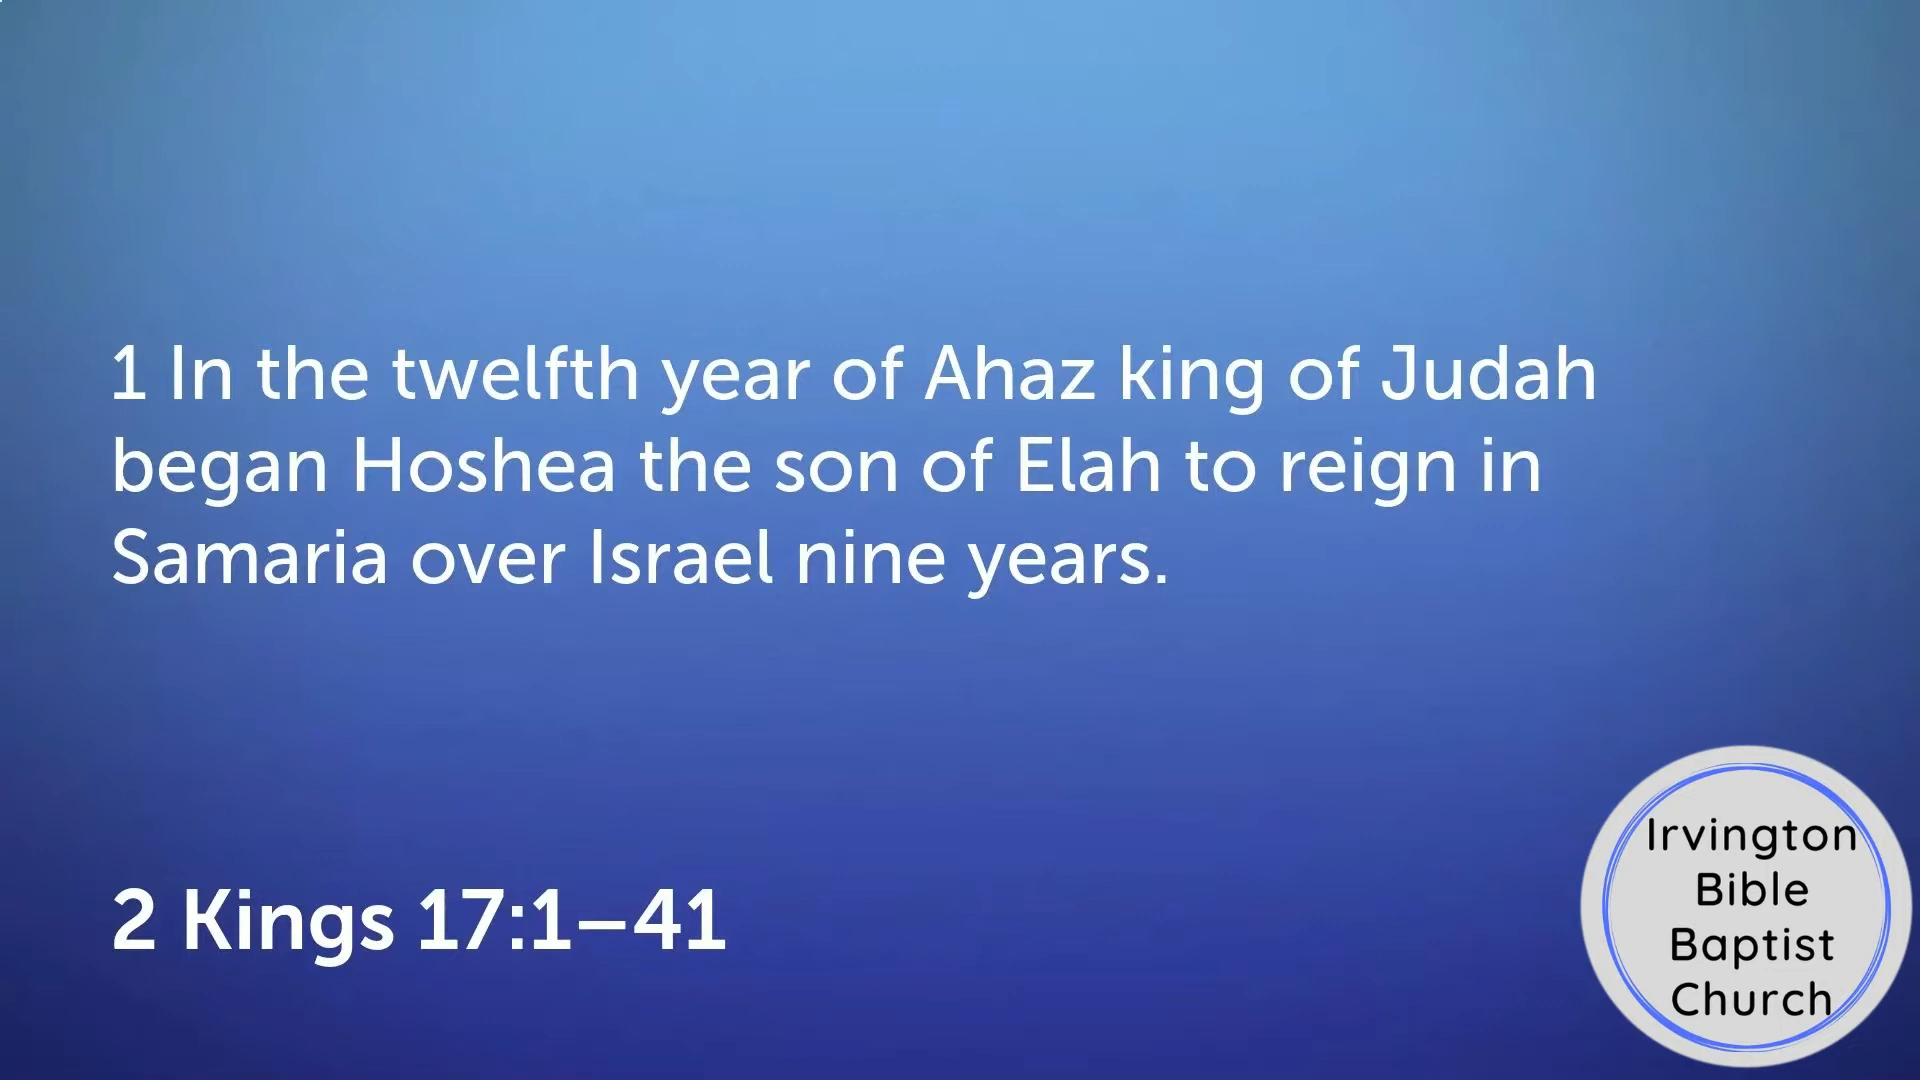 1 In the twelfth year of Ahaz king of Judah
began Hoshea the son of Elah to reign in
Samaria over Israel nine years.
2 Kings 17:1–41
Irvington
Bible
Baptist
Church